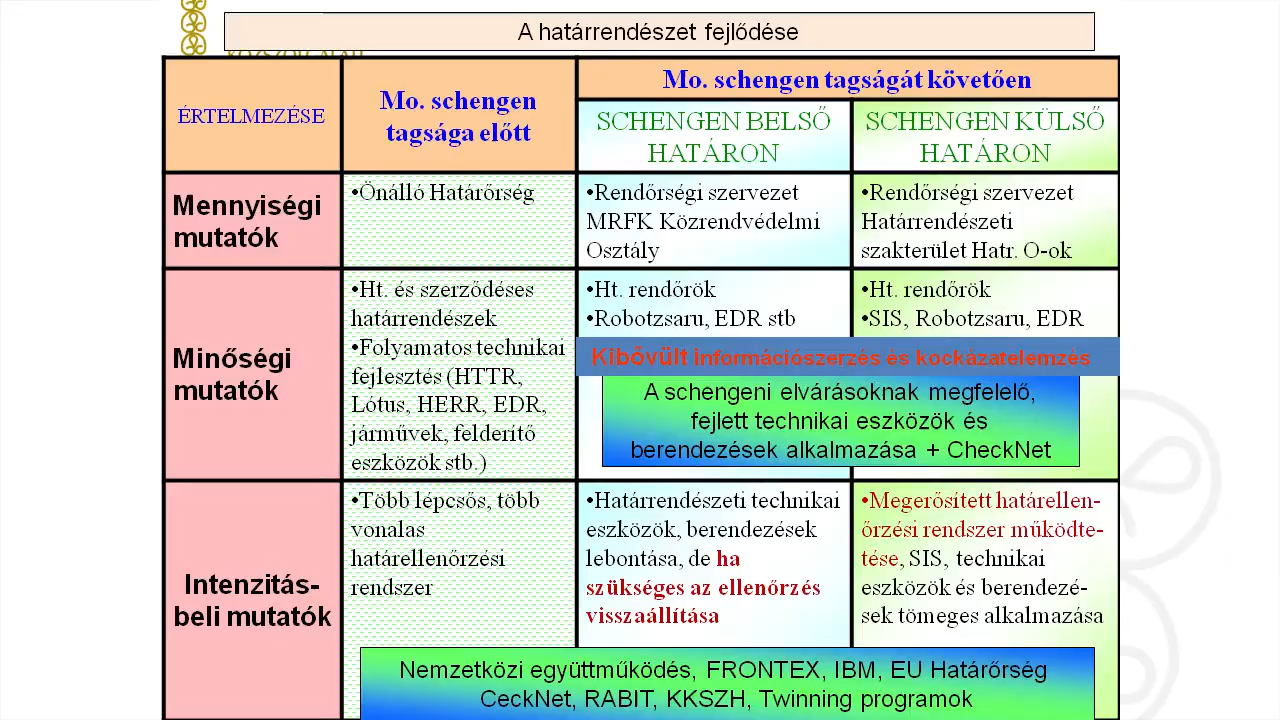 A határrendészet fejlődése
ÉRTELMEZÉSE
Mo. schengen
tagsága előtt
Mo. schengen tagságát követően
SCHENGEN BELSŐ
HATÁRON
SCHENGEN KÜLSŐ
HATÁRON
Mennyiségi
mutatók
•Önálló Határőrség
•Rendőrségi szervezet
MRFK Közrendvédelmi
Osztály
•Rendőrségi szervezet
Határrendészeti
szakterület Hatr. O-ok
Minőségi
mutatók
•Ht. és szerződéses
határrendészek
•Folyamatos technikai
fejlesztés (HTTR,
Lótus, HERR, EDR,
járművek, felderítő
eszközök stb.)
•Ht. rendőrök
•Robotzsaru, EDR stb
•Ht. rendőrök
•SIS, Robotzsaru, EDR
Kibővült információszerzés és kockázatelemzés
A schengeni elvárásoknak megfelelő,
fejlett technikai eszközök és
berendezések alkalmazása + CheckNet
Intenzitás-
beli mutatók
•Több lépcsős, több
vonalas
határellenőrzési
rendszer
•Határrendészeti technikai
eszközök, berendezések
lebontása, de ha
szükséges az ellenőrzés
visszaállítása
•Megerősített határellen-
őrzési rendszer működte-
tése, SIS, technikai
eszközök és berendezé-
sek tömeges alkalmazása
Nemzetközi együttműködés, FRONTEX, IBM, EU Határőrség
CeckNet, RABIT, KKSZH, Twinning programok